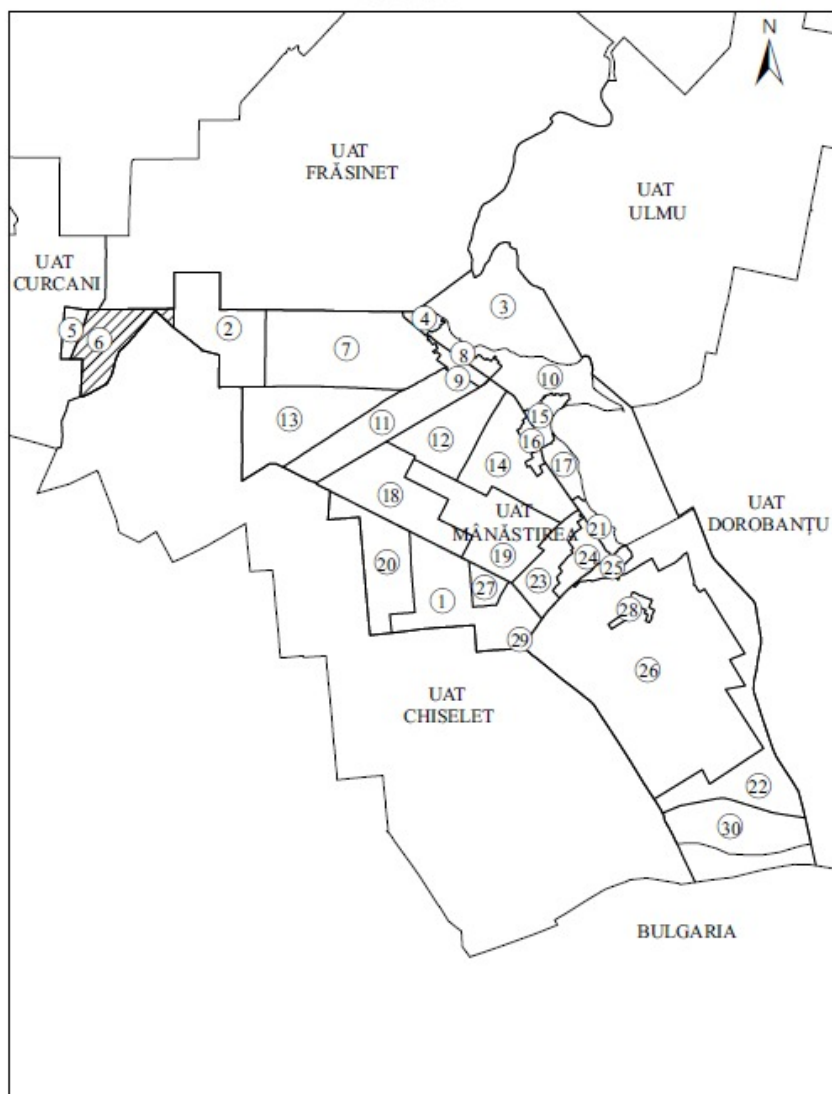 N
UAT
FRĂSINET
UAT
ULMU
UAT
CURCANI
3
4
5
6
2
7
8
9
10
13
11
12
15
16
14
17
18
UAT
MÂNĂSTIREA
UAT
DOROBANȚU
21
19
24
25
20
1
27
23
28
29
26
UAT
CHISELET
22
30
BULGARIA